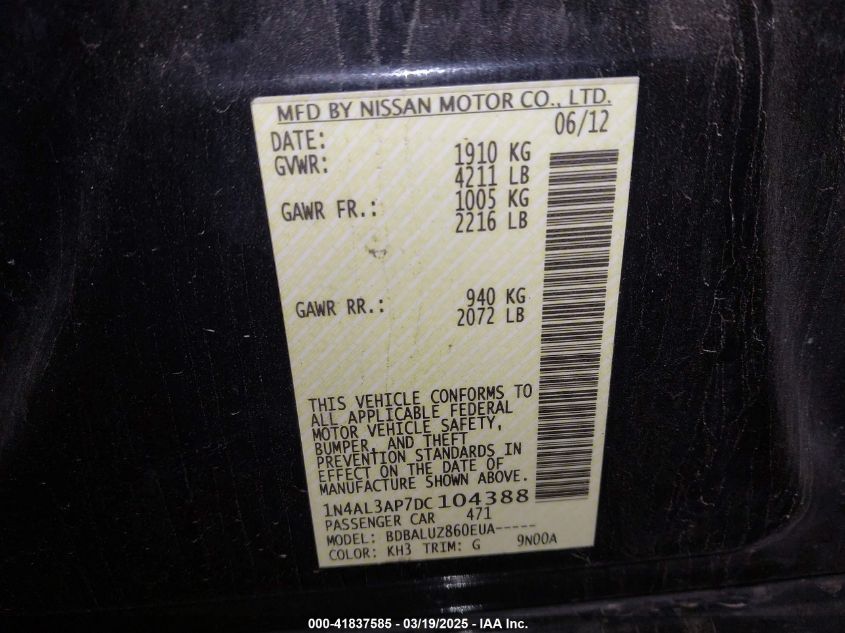 MFD BY NISSAN MOTOR CO., LTD.
DATE: 06/12
GVWR: 1910 KG
4211 LB
GAWR FR.: 1005 KG
2216 LB
GAWR RR.: 940 KG
2072 LB
THIS VEHICLE CONFORMS TO
ALL APPLICABLE FEDERAL
MOTOR VEHICLE SAFETY,
BUMPER, AND THEFT
PREVENTION STANDARDS IN
EFFECT ON THE DATE OF
MANUFACTURE SHOWN ABOVE.
1N4AL3AP7DC104388
PASSENGER CAR 471
MODEL: BDBALUZ860EUA-----
COLOR: KH3 TRIM: G 9N00A
000-41837585 - 03/19/2025 - IAA Inc.